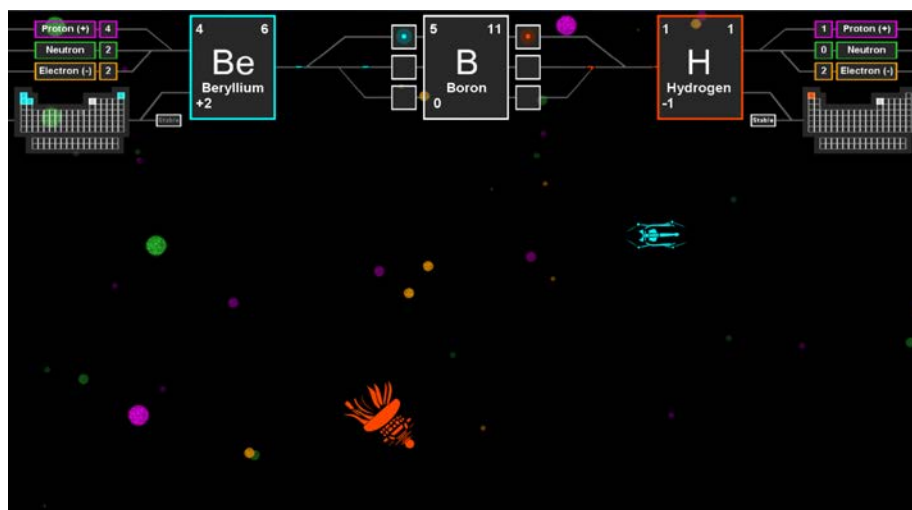 Proton (+) 4
Neutron 2
Electron (-) 2
Stable
4 6
Be
Beryllium
+2
5 11
B
Boron
0
1 1
H
Hydrogen
-1
1 Proton (+)
0 Neutron
2 Electron (-)
Stable